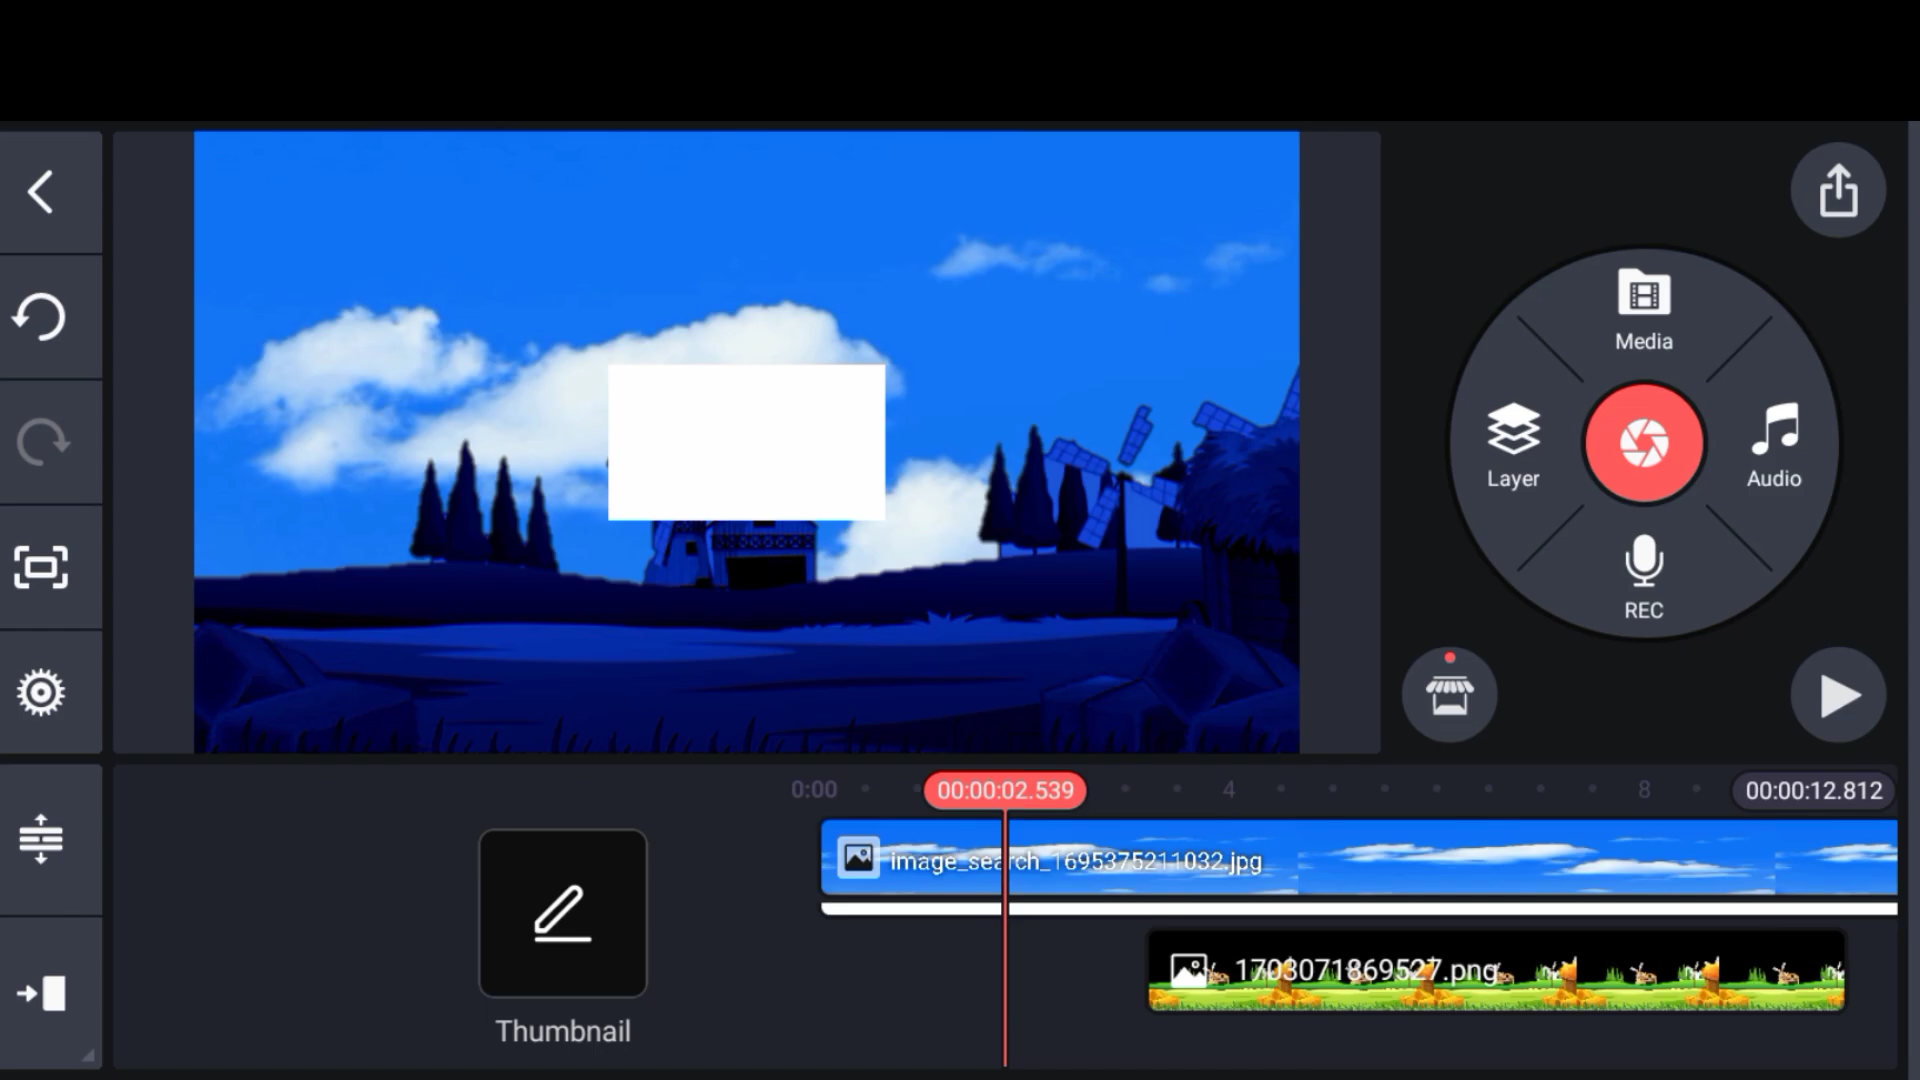 Media
Layer
Audio
REC
0:00
00:00:02.539
4
8
00:00:12.812
image_search_1695375211032.jpg
1703071869527.png
Thumbnail